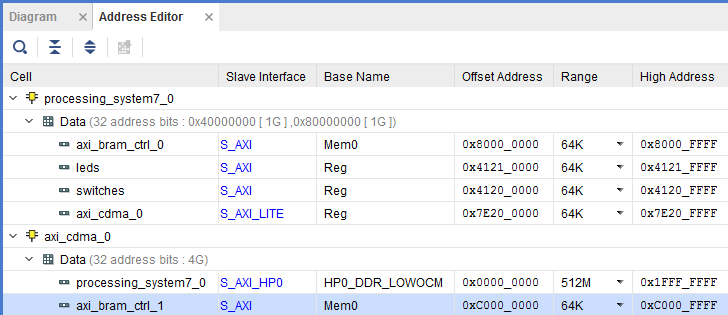 Diagram × Address Editor ×
Cell Slave Interface Base Name Offset Address Range High Address
processing_system7_0
Data (32 address bits : 0x40000000 [ 1G ] ,0x80000000 [ 1G ])
axi_bram_ctrl_0 S_AXI Mem0 0x8000_0000 64K 0x8000_FFFF
leds S_AXI Reg 0x4121_0000 64K 0x4121_FFFF
switches S_AXI Reg 0x4120_0000 64K 0x4120_FFFF
axi_cdma_0 S_AXI_LITE Reg 0x7E20_0000 64K 0x7E20_FFFF
axi_cdma_0
Data (32 address bits : 4G)
processing_system7_0 S_AXI_HP0 HP0_DDR_LOWOCM 0x0000_0000 512M 0x1FFF_FFFF
axi_bram_ctrl_1 S_AXI Mem0 0xC000_0000 64K 0xC000_FFFF